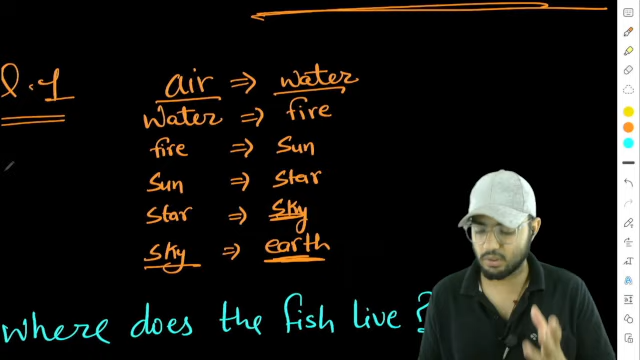 l.1
air ⇒ water
Water ⇒ fire
fire ⇒ Sun
Sun ⇒ Star
Star ⇒ Sky
Sky ⇒ earth
where does the fish live ?